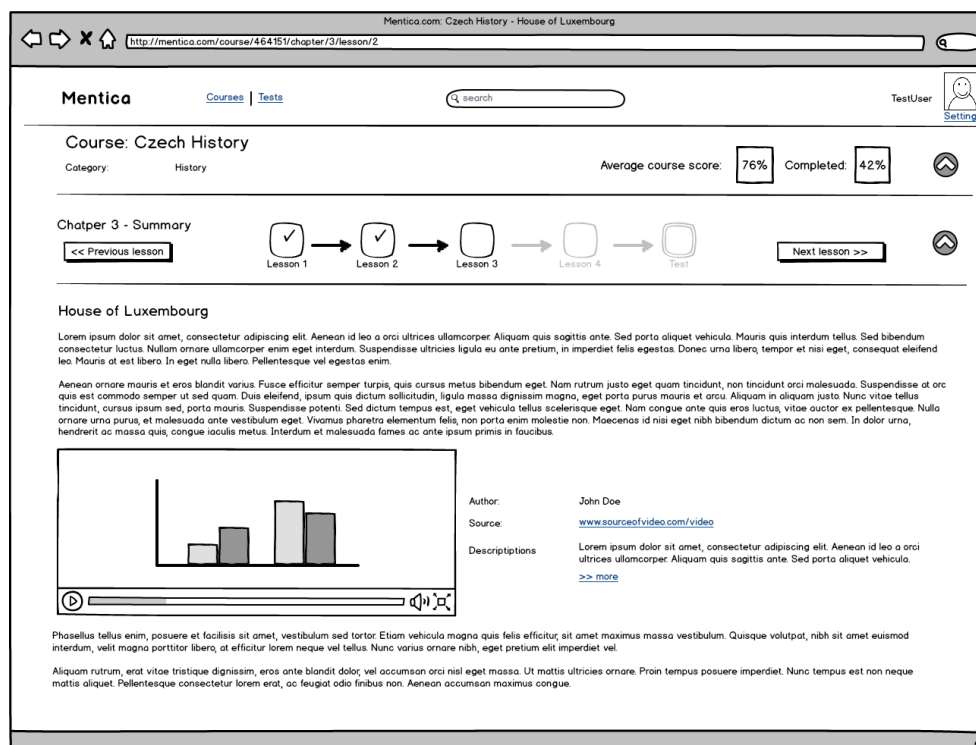 Mentica.com: Czech History - House of Luxembourg
http://mentica.com/course/464151/chapter/3/lesson/2
Mentica
Courses | Tests
search
TestUser
Setting
Course: Czech History
Category: History
Average course score: 76% Completed: 42%
Chatper 3 - Summary
<< Previous lesson
Lesson 1 Lesson 2 Lesson 3 Lesson 4 Test
Next lesson >>
House of Luxembourg
Lorem ipsum dolor sit amet, consectetur adipiscing elit. Aenean id leo a orci ultrices ullamcorper. Aliquam quis sagittis ante. Sed porta aliquet vehicula. Mauris quis interdum tellus. Sed bibendum
consectetur luctus. Nullam ornare ullamcorper enim eget interdum. Suspendisse ultricies ligula eu ante pretium, in imperdiet felis egestas. Donec urna libero, tempor et nisi eget, consequat eleifend
leo. Mauris at est libero. In eget nulla libero. Pellentesque vel egestas enim.
Aenean ornare mauris et eros blandit varius. Fusce efficitur semper turpis, quis cursus metus bibendum eget. Nam rutrum justo eget quam tincidunt, non tincidunt orci malesuada. Suspendisse at orc
quis est commodo semper ut sed quam. Duis eleifend, ipsum quis dictum sollicitudin, ligula massa dignissim magna, eget porta purus mauris et arcu. Aliquam in aliquam justo. Nunc vitae tellus
tincidunt, cursus ipsum sed, porta mauris. Suspendisse potenti. Sed dictum tempus est, eget vehicula tellus scelerisque eget. Nam congue ante quis eros luctus, vitae auctor ex pellentesque. Nulla
ornare urna purus, et malesuada ante vestibulum eget. Vivamus pharetra elementum felis, non porta enim molestie non. Maecenas id nisi eget nibh bibendum dictum ac non sem. In dolor urna,
hendrerit ac massa quis, congue iaculis metus. Interdum et malesuada fames ac ante ipsum primis in faucibus.
Author: John Doe
Source: www.sourceofvideo.com/video
Descriptiptions Lorem ipsum dolor sit amet, consectetur adipiscing elit. Aenean id leo a orci
ultrices ullamcorper. Aliquam quis sagittis ante. Sed porta aliquet vehicula.
>> more
Phasellus tellus enim, posuere et facilisis sit amet, vestibulum sed tortor. Etiam vehicula magna quis felis efficitur, sit amet maximus massa vestibulum. Quisque volutpat, nibh sit amet euismod
interdum, velit magna porttitor libero, at efficitur lorem neque vel tellus. Nunc varius ornare nibh, eget pretium elit imperdiet vel.
Aliquam rutrum, erat vitae tristique dignissim, eros ante blandit dolor, vel accumsan orci nisl eget massa. Ut mattis ultricies ornare. Proin tempus posuere imperdiet. Nunc tempus est non neque
mattis aliquet. Pellentesque consectetur lorem erat, ac feugiat odio finibus non. Aenean accumsan maximus congue.